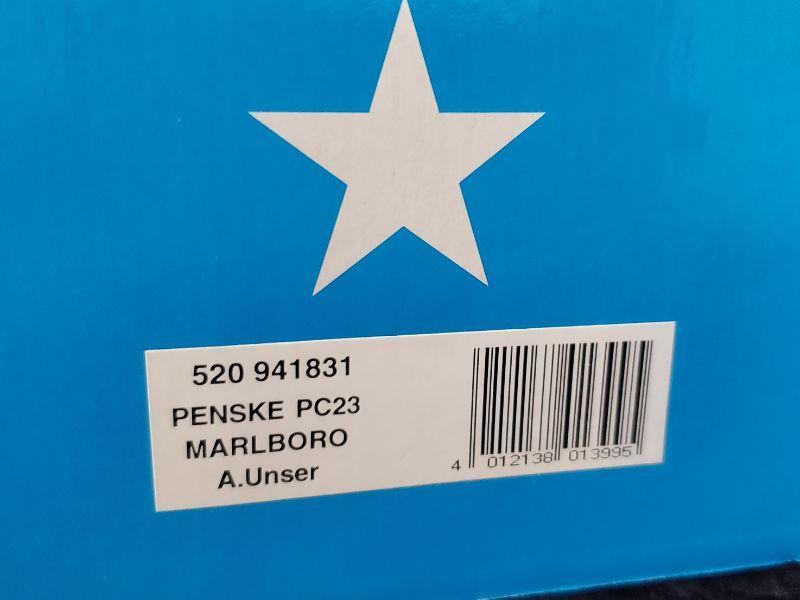 520 941831
PENSKE PC23
MARLBORO
A.Unser
4 012138 013995